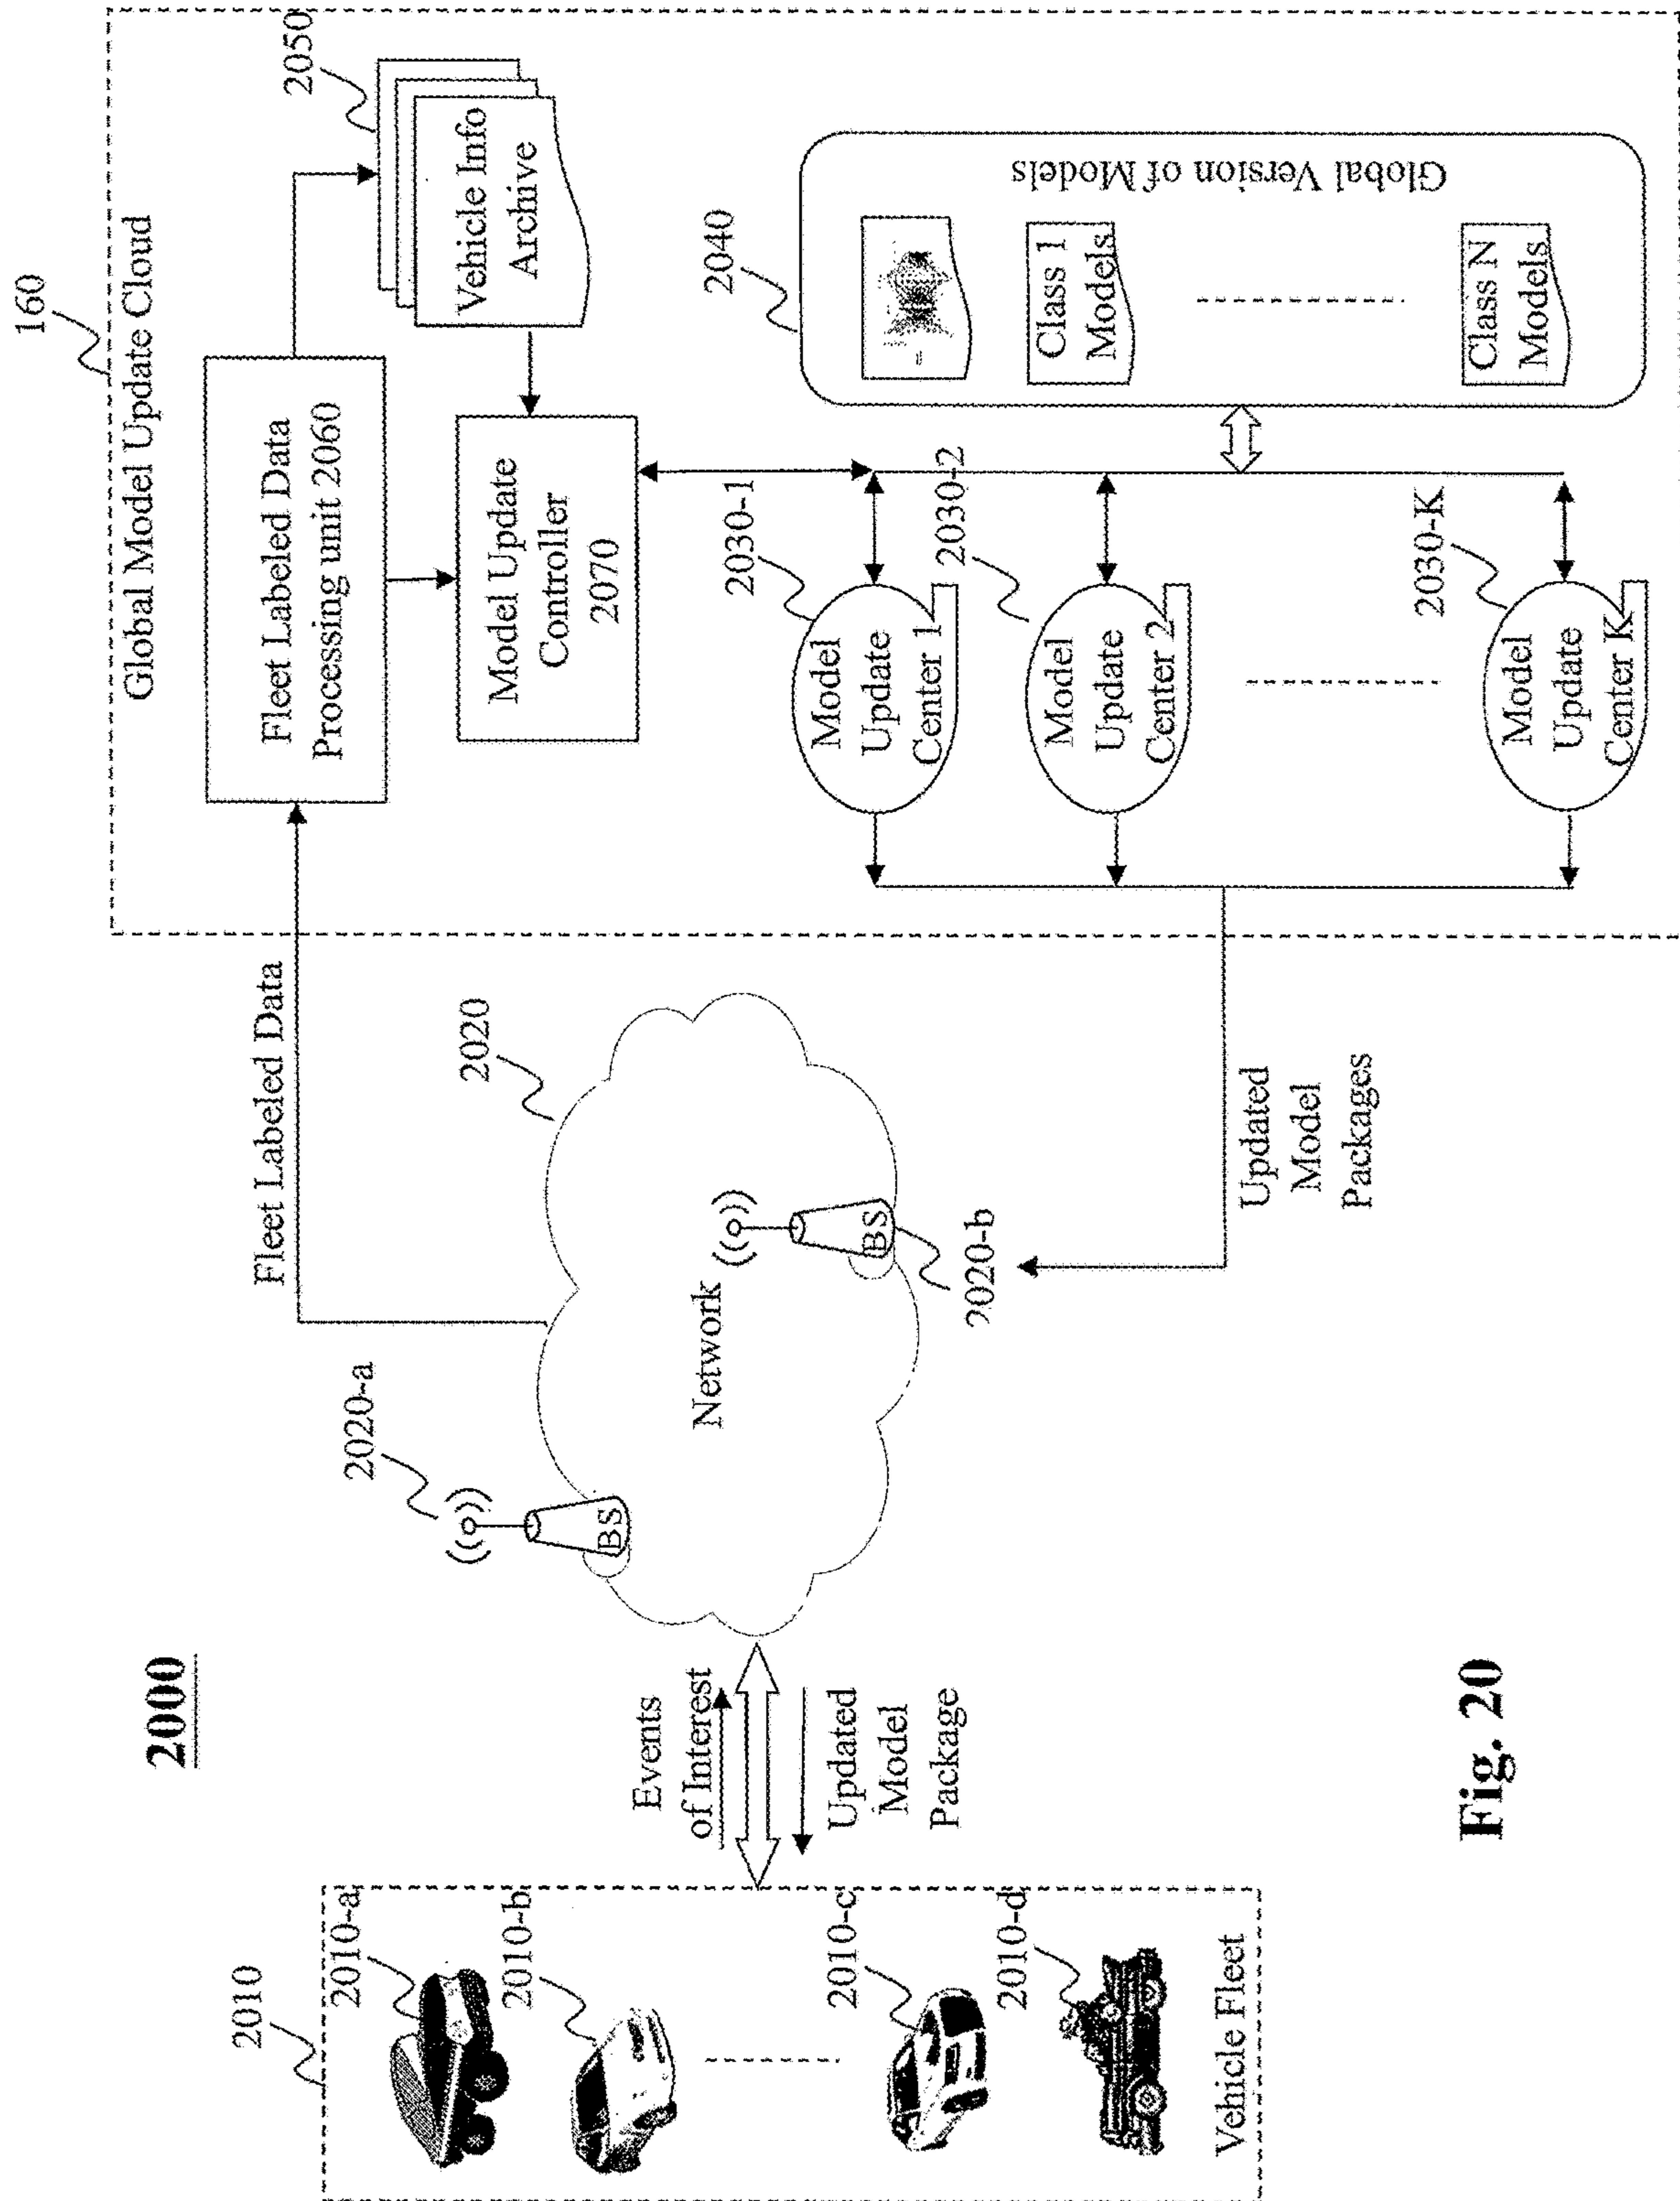 2000
160
Global Model Update Cloud
2010
2010-a
2010-b
2010-c
2010-d
Vehicle Fleet
Events
of Interest
Updated
Model
Package
2020-a
BS
Network
2020
BS
2020-b
Fleet Labeled Data
Updated
Model
Packages
Fleet Labeled Data
Processing unit 2060
2050
Vehicle Info
Archive
Model Update
Controller
2070
2030-1
Model
Update
Center 1
2030-2
Model
Update
Center 2
2030-K
Model
Update
Center K
2040
Class 1
Models
Class N
Models
Global Version of Models
Fig. 20